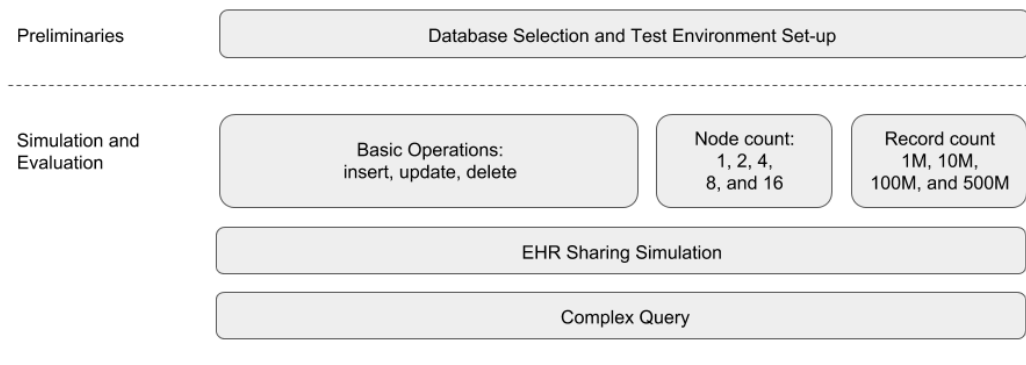 Preliminaries
Database Selection and Test Environment Set-up
Simulation and
Evaluation
Basic Operations:
insert, update, delete
Node count:
1, 2, 4,
8, and 16
Record count
1M, 10M,
100M, and 500M
EHR Sharing Simulation
Complex Query